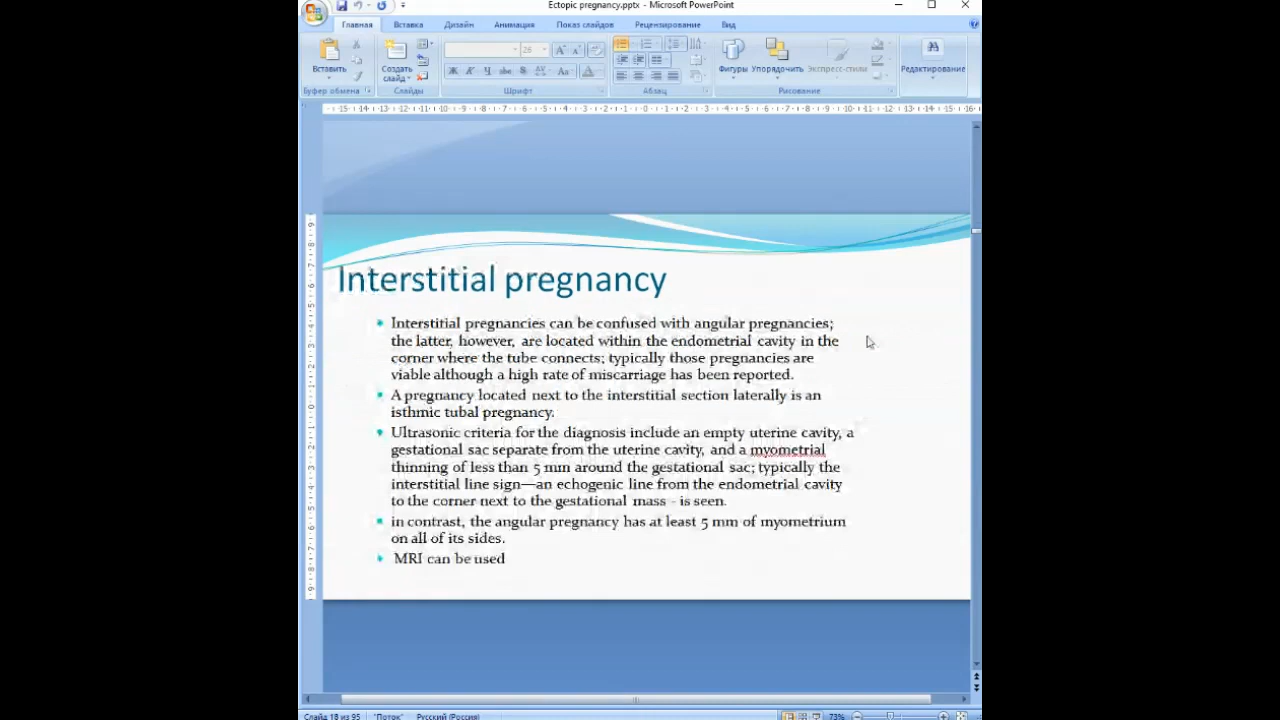 Ectopic pregnancy.pptx - Microsoft PowerPoint
Главная Вставка Дизайн Анимация Показ слайдов Рецензирование Вид
26
Вставить
Создать слайд
Ж К Ч abc S AV Aa A
Фигуры Упорядочить Экспресс-стили
Редактирование
Буфер обмена Слайды Шрифт Абзац Рисование
Interstitial pregnancy
Interstitial pregnancies can be confused with angular pregnancies;
the latter, however, are located within the endometrial cavity in the
corner where the tube connects; typically those pregnancies are
viable although a high rate of miscarriage has been reported.
A pregnancy located next to the interstitial section laterally is an
isthmic tubal pregnancy.
Ultrasonic criteria for the diagnosis include an empty uterine cavity, a
gestational sac separate from the uterine cavity, and a myometrial
thinning of less than 5 mm around the gestational sac; typically the
interstitial line sign—an echogenic line from the endometrial cavity
to the corner next to the gestational mass - is seen.
in contrast, the angular pregnancy has at least 5 mm of myometrium
on all of its sides.
MRI can be used
Слайд 18 из 95 "Поток" Русский (Россия) 73%